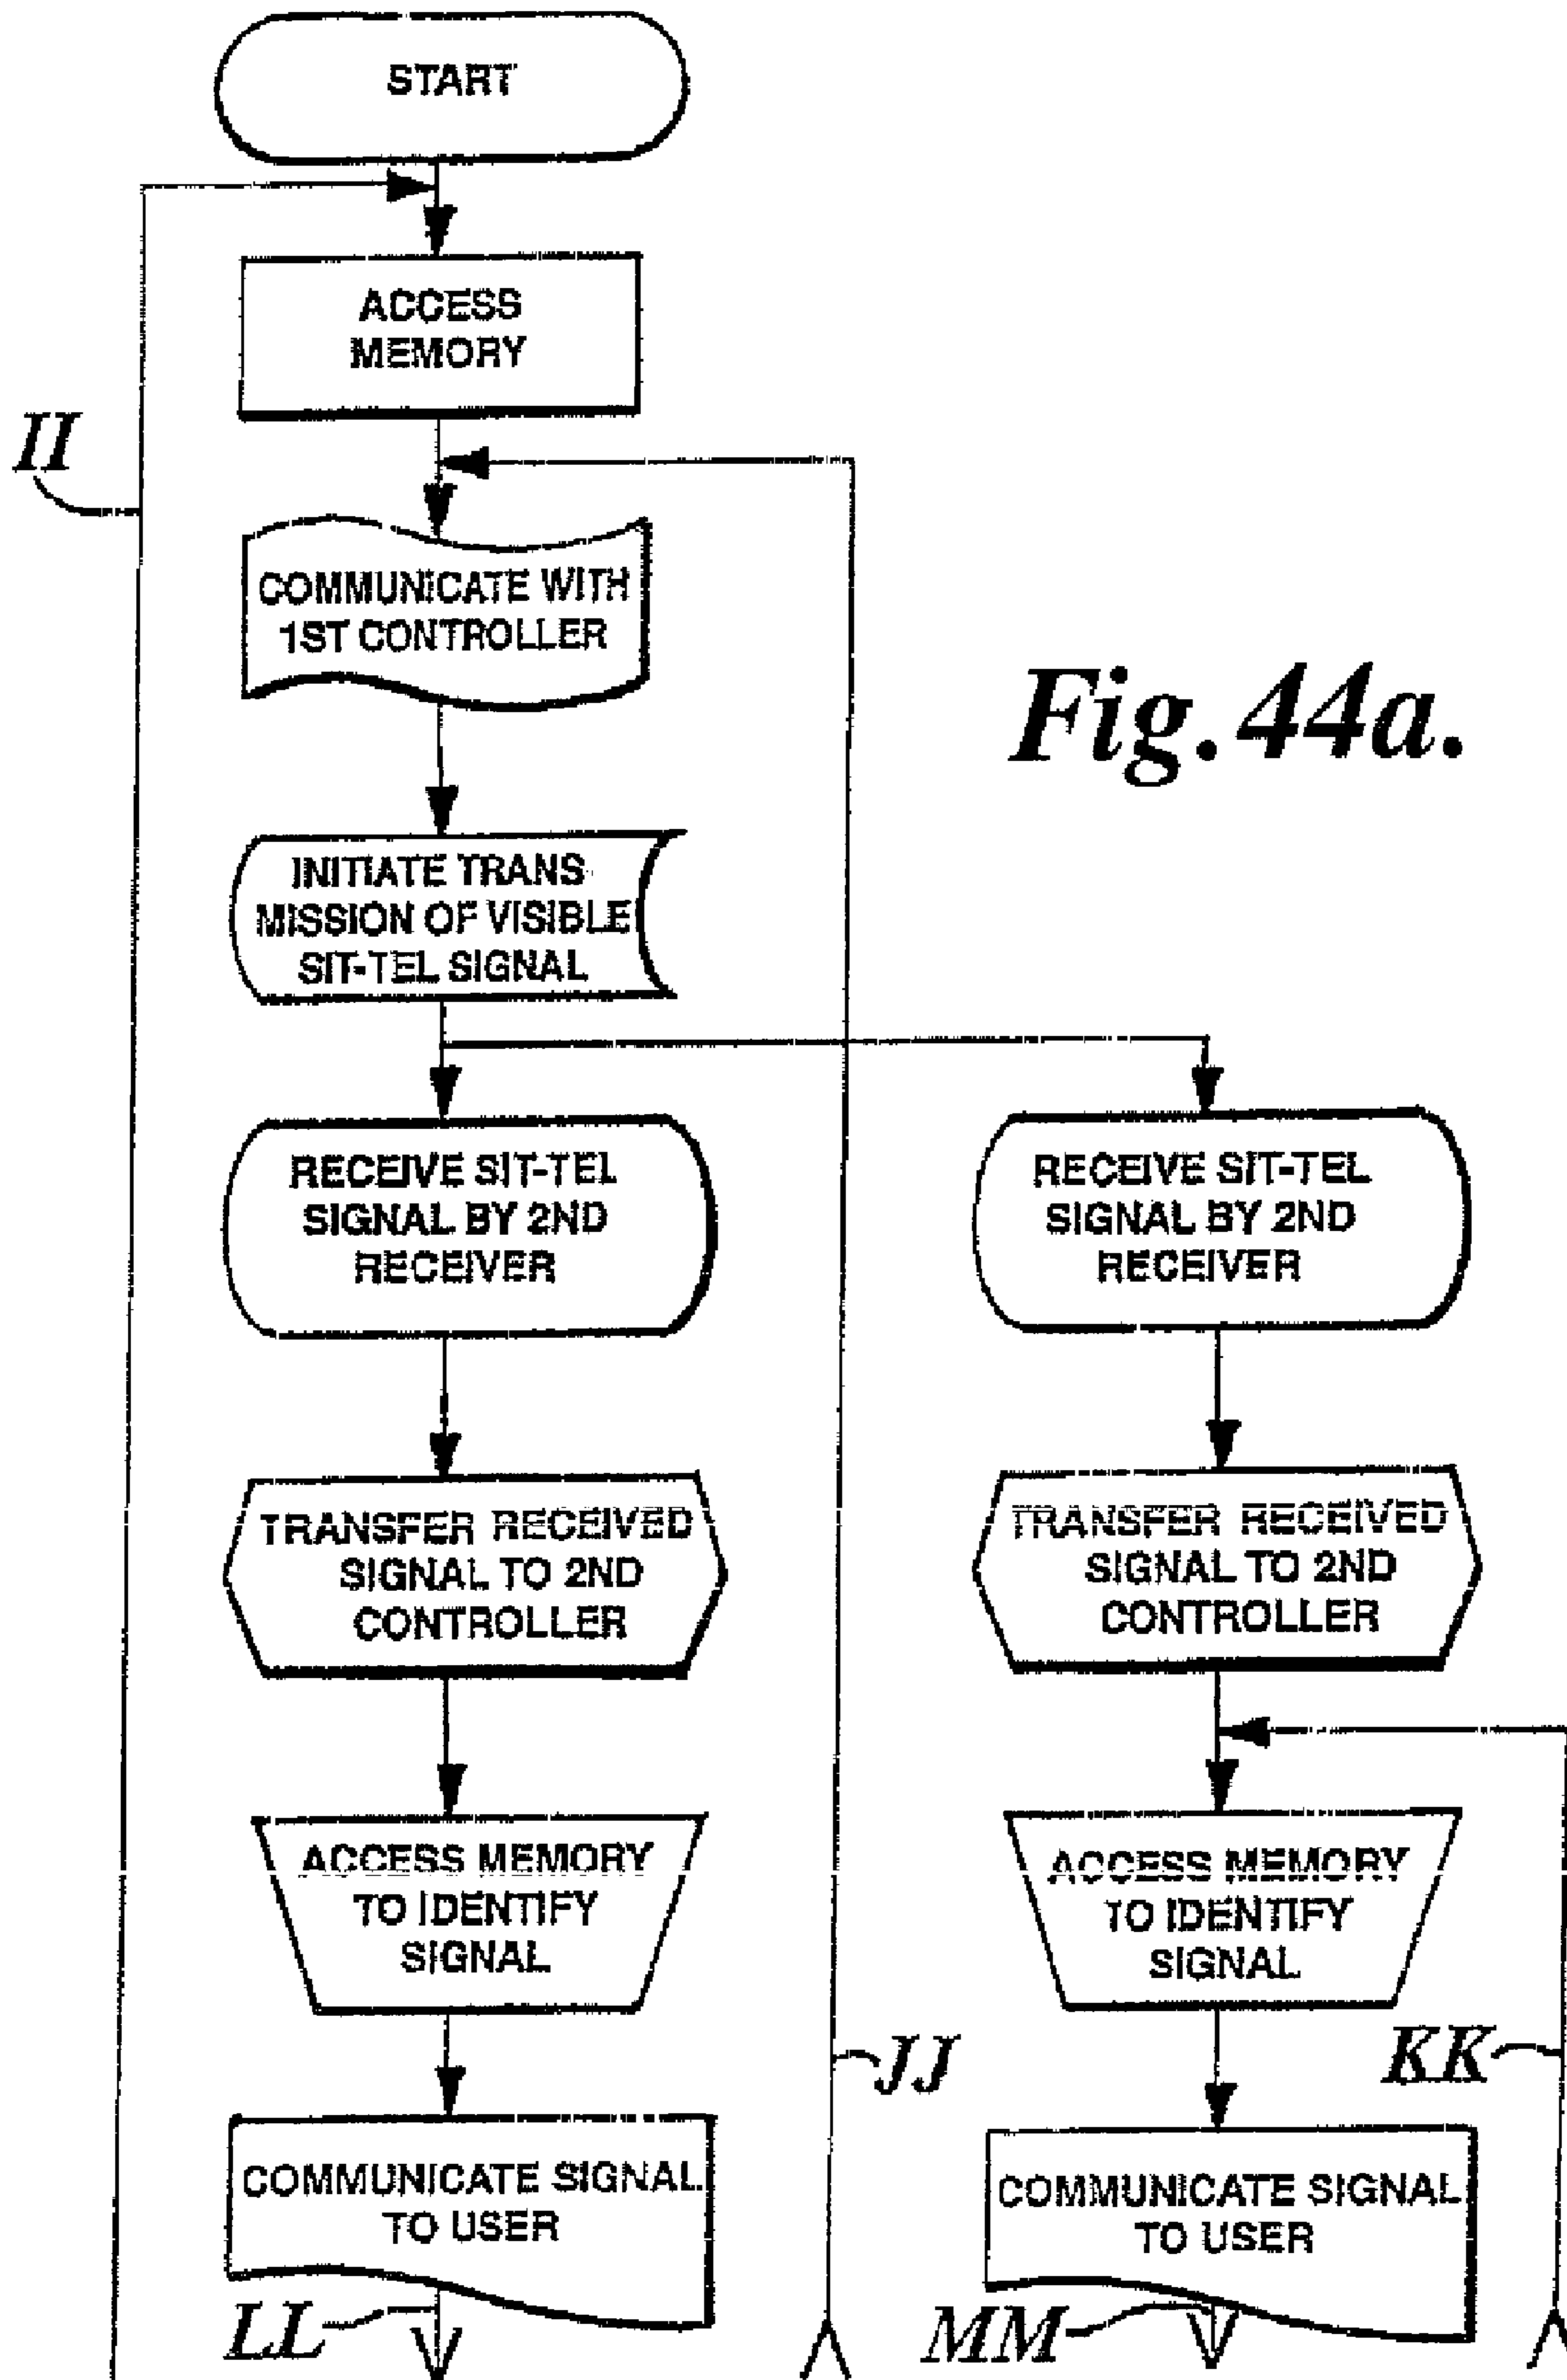 START
ACCESS
MEMORY
II
COMMUNICATE WITH
1ST CONTROLLER
Fig. 44a.
INITIATE TRANS
MISSION OF VISIBLE
SIT-TEL SIGNAL
RECEIVE SIT-TEL
SIGNAL BY 2ND
RECEIVER
RECEIVE SIT-TEL
SIGNAL BY 2ND
RECEIVER
TRANSFER RECEIVED
SIGNAL TO 2ND
CONTROLLER
TRANSFER RECEIVED
SIGNAL TO 2ND
CONTROLLER
ACCESS MEMORY
TO IDENTIFY
SIGNAL
ACCESS MEMORY
TO IDENTIFY
SIGNAL
JJ
KK
COMMUNICATE SIGNAL
TO USER
COMMUNICATE SIGNAL
TO USER
LL
MM